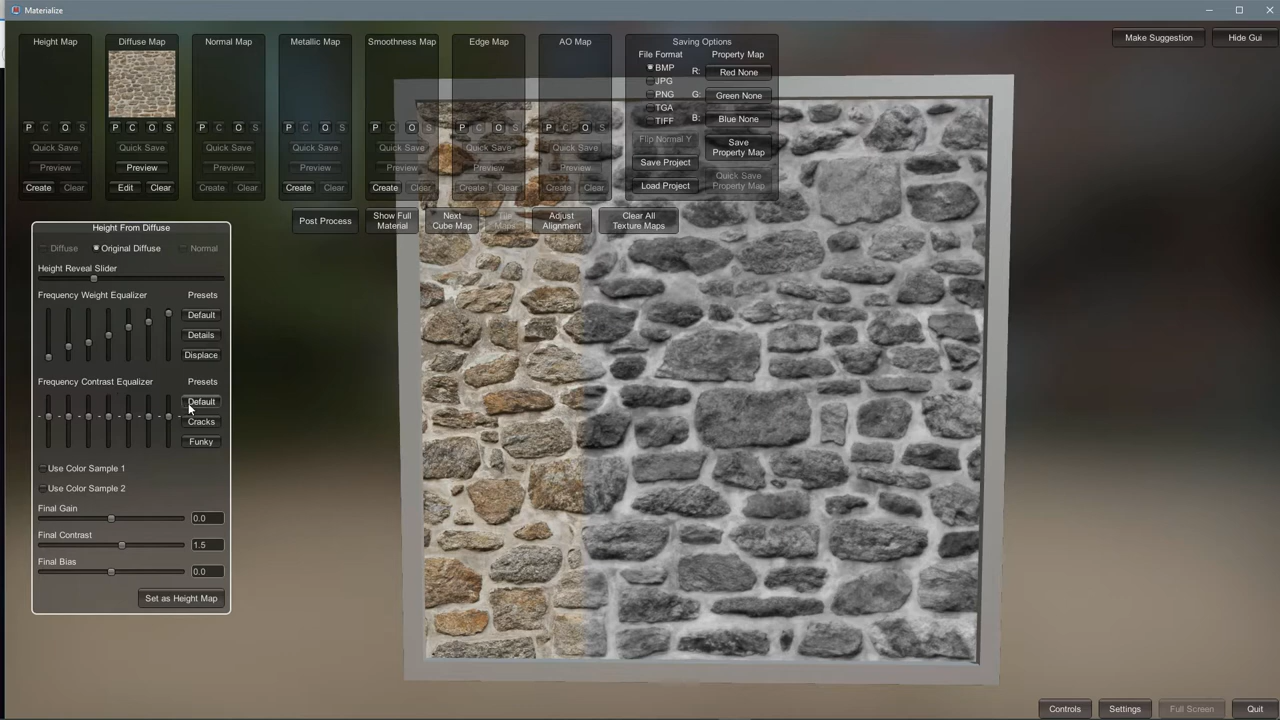 Materialize
Height Map
Diffuse Map
Normal Map
Metallic Map
Smoothness Map
Edge Map
AO Map
Saving Options
Make Suggestion
Hide Gui
File Format
Property Map
BMP
JPG
PNG
TGA
TIFF
R: Red None
G: Green None
B: Blue None
P C O S
P C O S
P C O S
P C O S
P C O S
P C O S
P C O S
Flip Normal Y
Save
Property Map
Quick Save
Quick Save
Quick Save
Quick Save
Quick Save
Quick Save
Preview
Preview
Preview
Preview
Preview
Preview
Preview
Save Project
Quick Save
Property Map
Create Clear
Edit Clear
Create Clear
Create Clear
Create Clear
Create Clear
Create Clear
Load Project
Post Process
Show Full
Material
Next
Cube Map
Tile
Maps
Adjust
Alignment
Clear All
Texture Maps
Height From Diffuse
Diffuse
Original Diffuse
Normal
Height Reveal Slider
Frequency Weight Equalizer
Presets
Default
Details
Displace
Frequency Contrast Equalizer
Presets
Default
Cracks
Funky
Use Color Sample 1
Use Color Sample 2
Final Gain
0.0
Final Contrast
1.5
Final Bias
0.0
Set as Height Map
Controls
Settings
Full Screen
Quit